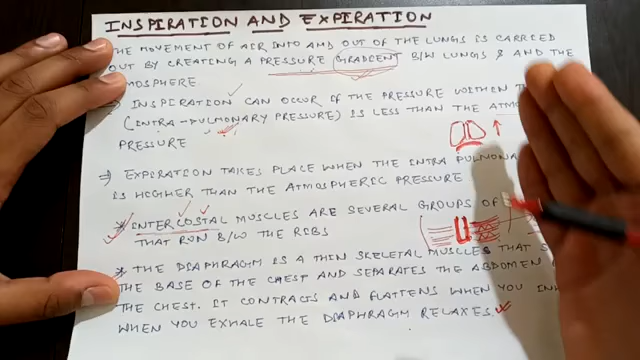 INSPIRATION AND EXPIRATION
THE MOVEMENT OF AIR INTO AND OUT OF THE LUNGS IS CARRIED
OUT BY CREATING A PRESSURE GRADIENT B/W LUNGS & AND THE
MOSPHERE
⇒ INSPIRATION CAN OCCUR IF THE PRESSURE WITHIN
(INTRA-PULMONARY PRESSURE) IS LESS THAN THE ATMO
PRESSURE
⇒ EXPIRATION TAKES PLACE WHEN THE INTRA PULMONA
IS HIGHER THAN THE ATMOSPHERIC PRESSURE
* INTERCOSTAL MUSCLES ARE SEVERAL GROUPS OF
THAT RUN B/W THE RIBS
* THE DIAPHRAGM IS A THIN SKELETAL MUSCLES THAT
THE BASE OF THE CHEST AND SEPARATES THE ABDOMEN
THE CHEST. IT CONTRACTS AND FLATTENS WHEN YOU
WHEN YOU EXHALE THE DIAPHRAGM RELAXES.